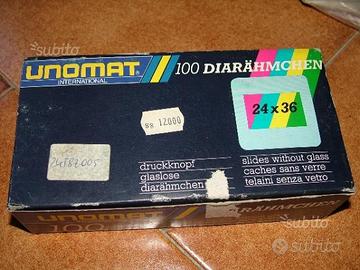 subito
UNOMAT
INTERNATIONAL
100 DIARÄHMCHEN
24x36
88 12000
druckknopf
glaslose
diarähmchen
slides without glass
caches sans verre
telaini senza vetro
UNOMAT
100
DIARÄHMCHEN
subito